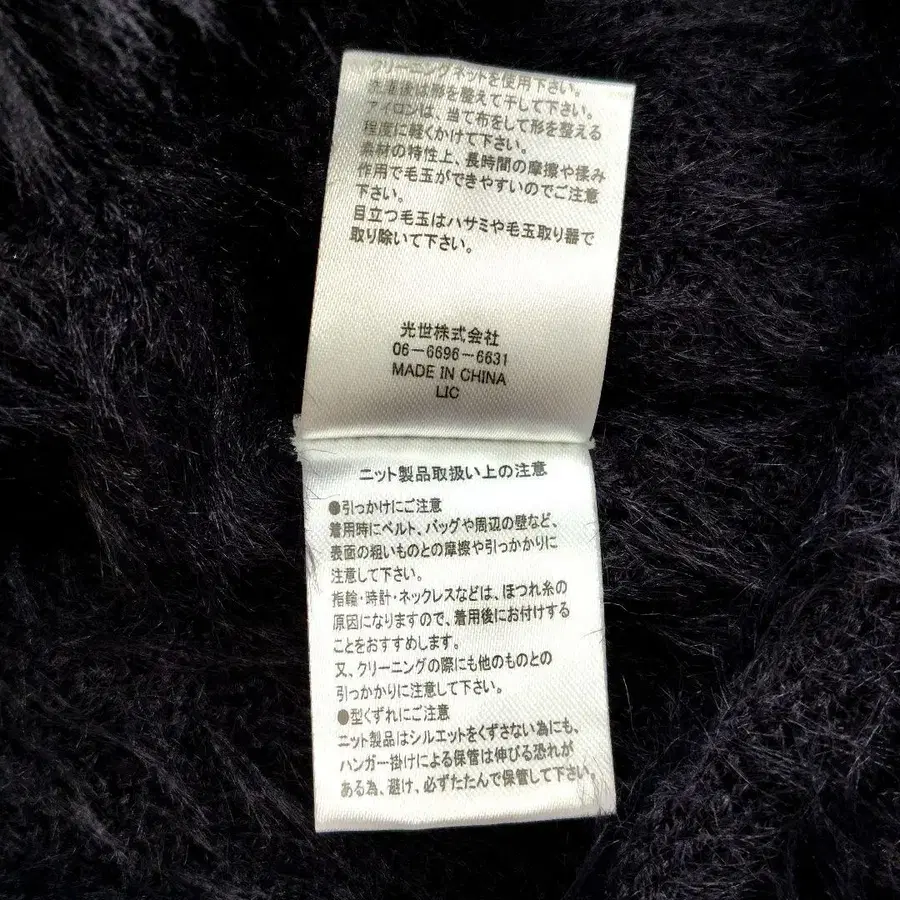 クリーニングネットを使用下さい。
洗濯後は形を整えて干して下さい。
アイロンは、当て布をして形を整える
程度に軽くかけて下さい。
素材の特性上、長時間の摩擦や揉み
作用で毛玉ができやすいのでご注意
下さい。
目立つ毛玉はハサミや毛玉取り器で
取り除いて下さい。
光世株式会社
06-6696-6631
MADE IN CHINA
LIC
ニット製品取扱い上の注意
●引っかけにご注意
着用時にベルト、バッグや周辺の壁など、
表面の粗いものとの摩擦や引っかかりに
注意して下さい。
指輪・時計・ネックレスなどは、ほつれ糸の
原因になりますので、着用後にお付けする
ことをおすすめします。
又、クリーニングの際にも他のものとの
引っかかりに注意して下さい。
●型くずれにご注意
ニット製品はシルエットをくずさない為にも、
ハンガー掛けによる保管は伸びる恐れが
ある為、避け、必ずたたんで保管して下さい。